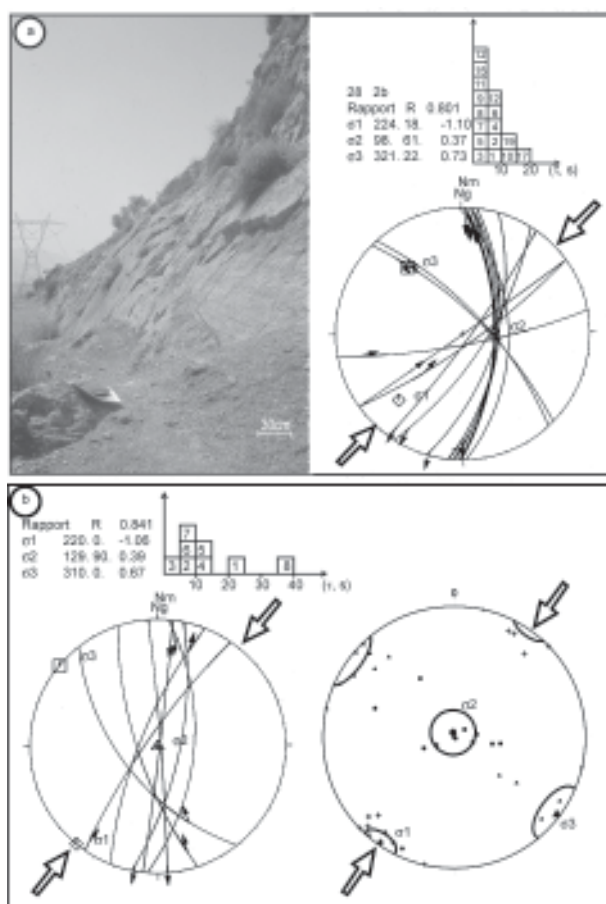 a
28 2b
Rapport R 0.801
σ1 224. 18. -1.10
σ2 98. 61. 0.37
σ3 321. 22. 0.73
10 20 (τ, s)
Nm
Ng
σ3
σ2
σ1
30cm
b
Rapport R 0.841
σ1 220. 0. -1.06
σ2 129. 90. 0.39
σ3 310. 0. 0.67
7
6 5
3 2 4 1 8
10 20 30 40 (τ, s)
Nm
Ng
σ3
σ2
σ1
0
σ2
σ1
σ3